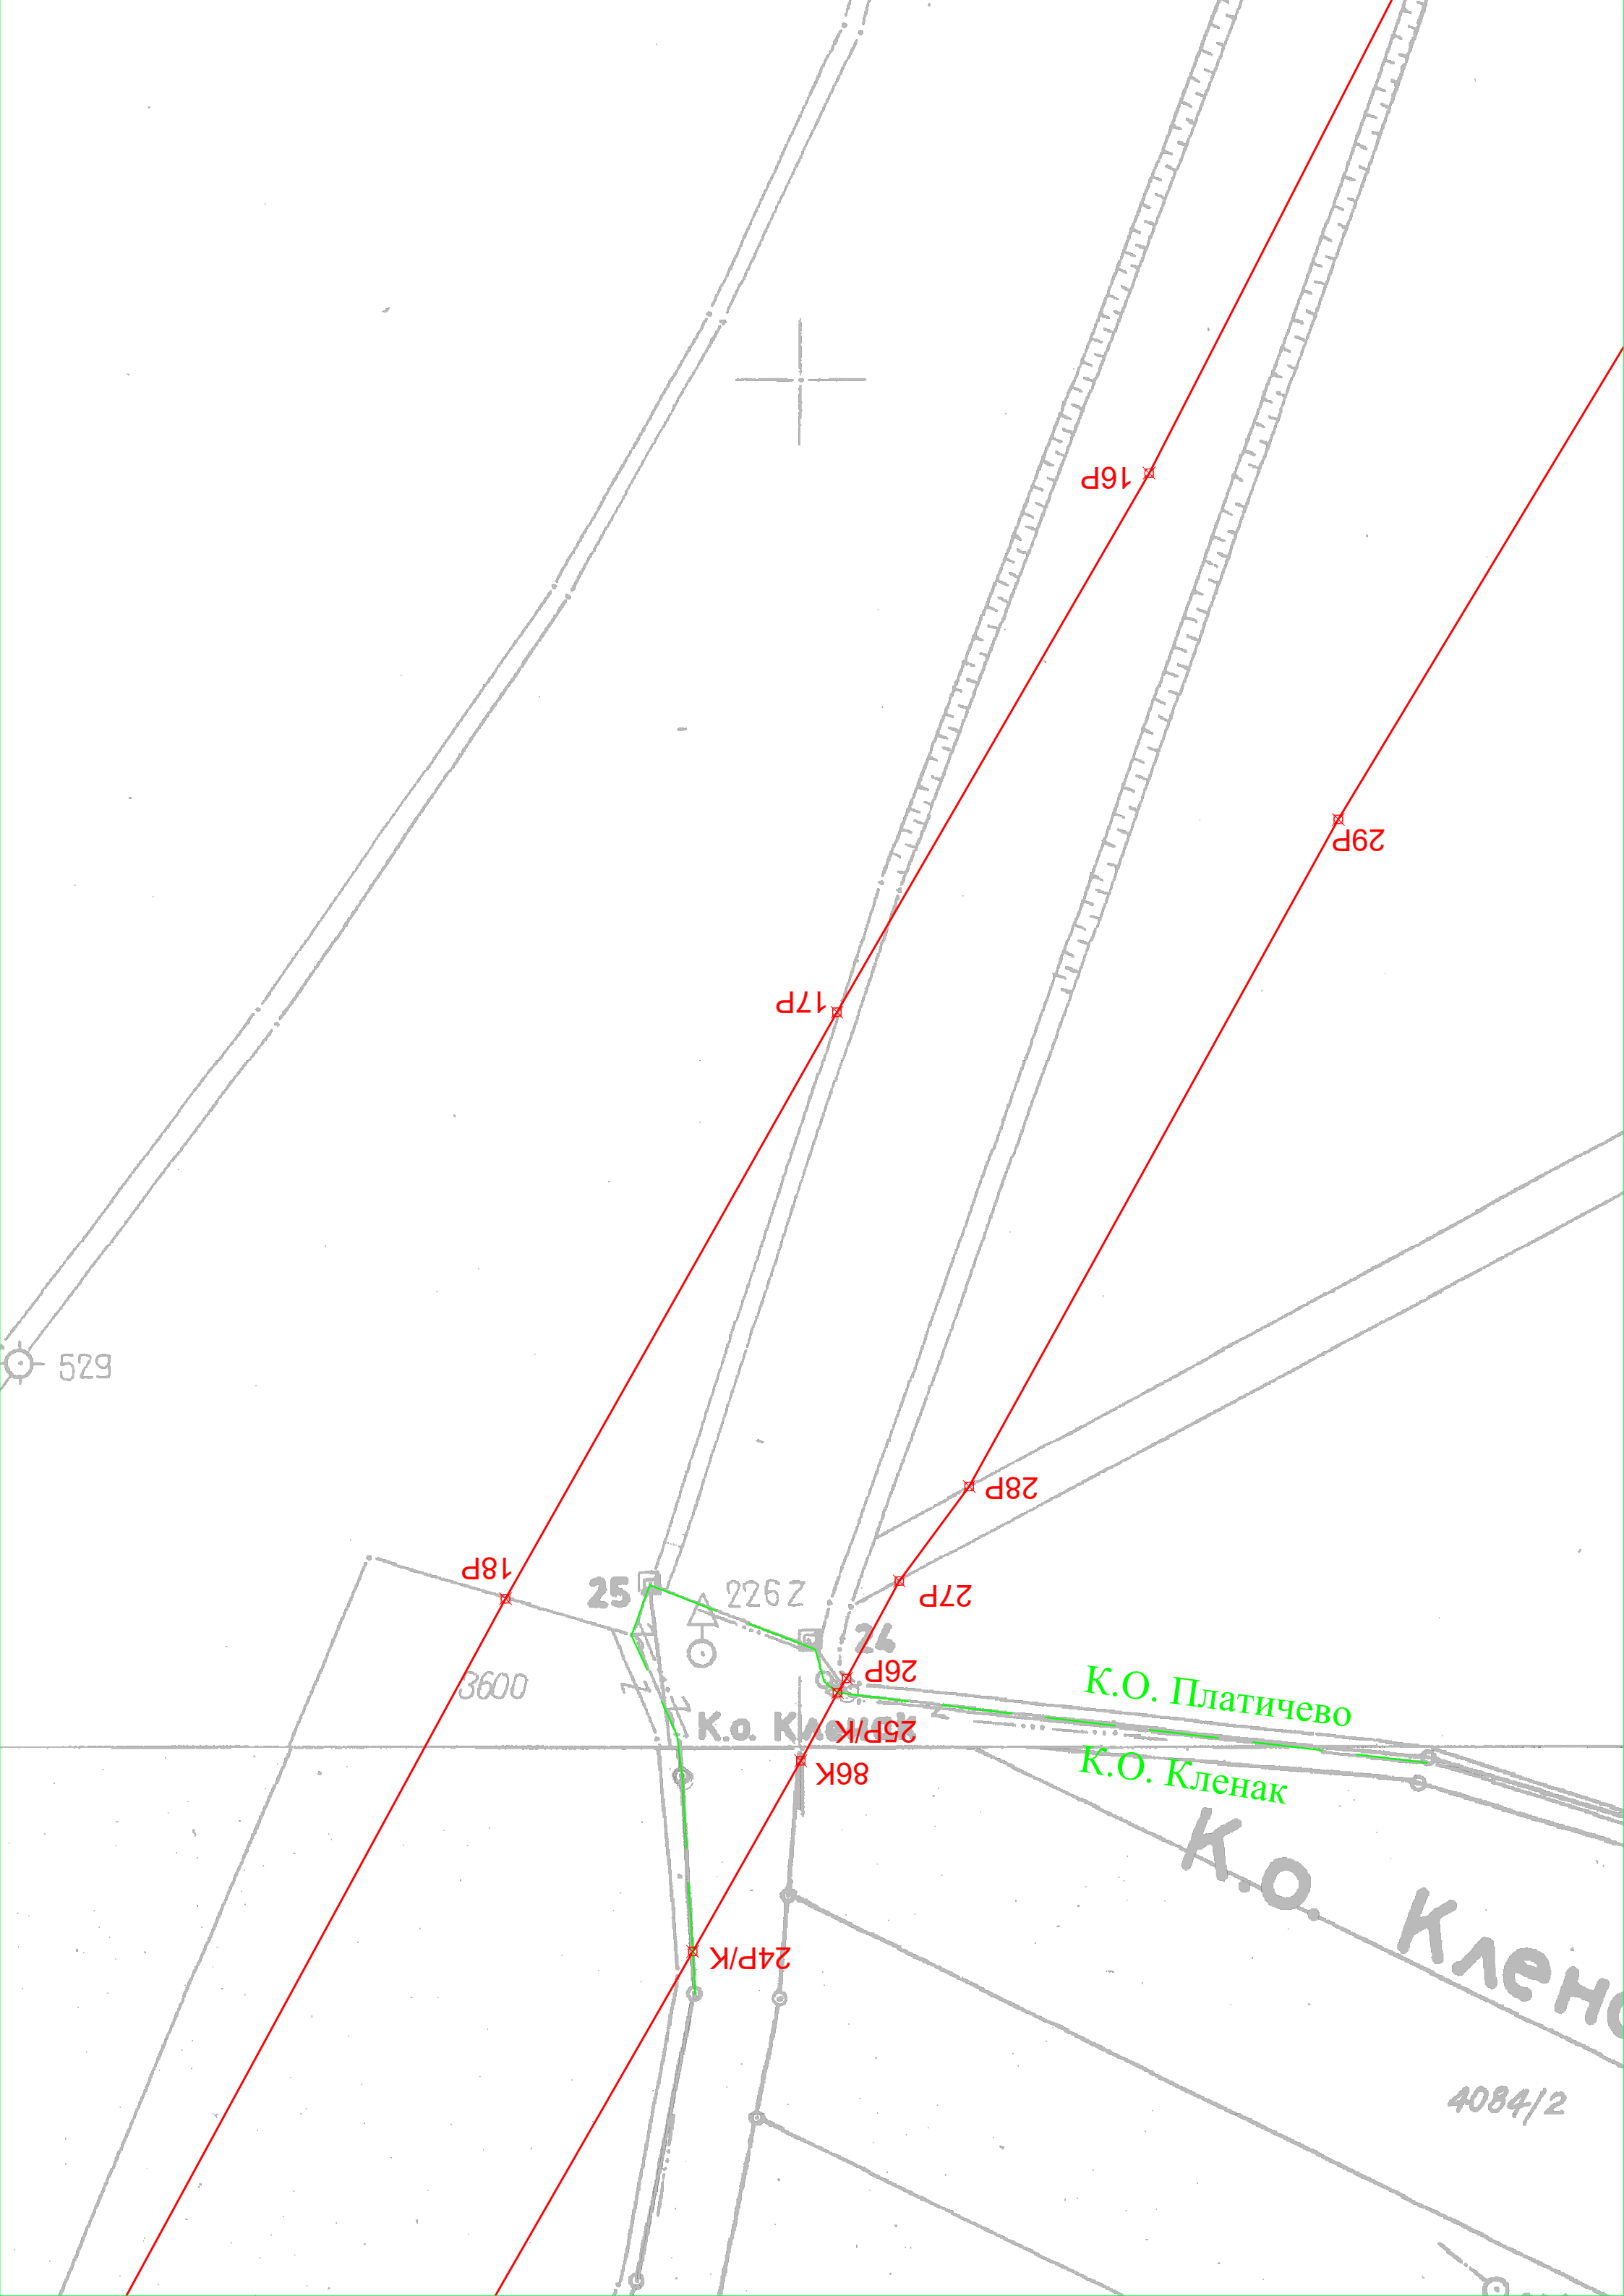 16P
29P
17P
529
28P
18P
25
2262
27P
24
26P
3600
К.О. Платичево
К.о. Кленак
25P/K
86K
К.О. Кленак
К.о.Клена
24P/K
4084/2